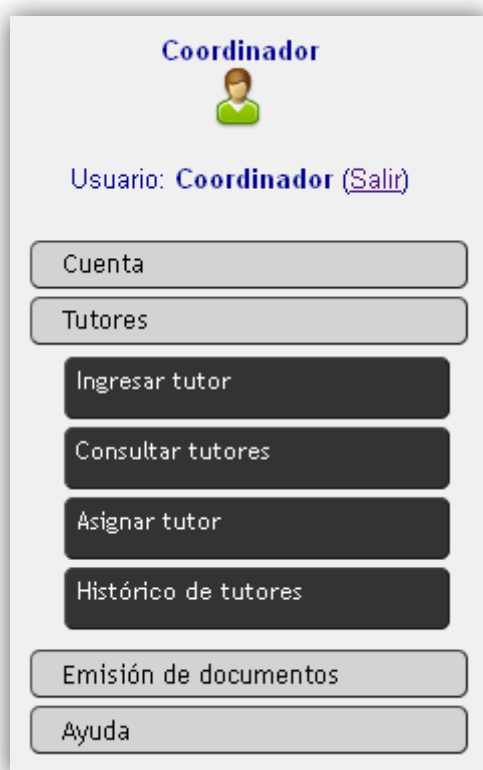 Coordinador
Usuario: Coordinador (Salir)
Cuenta
Tutores
Ingresar tutor
Consultar tutores
Asignar tutor
Histórico de tutores
Emisión de documentos
Ayuda